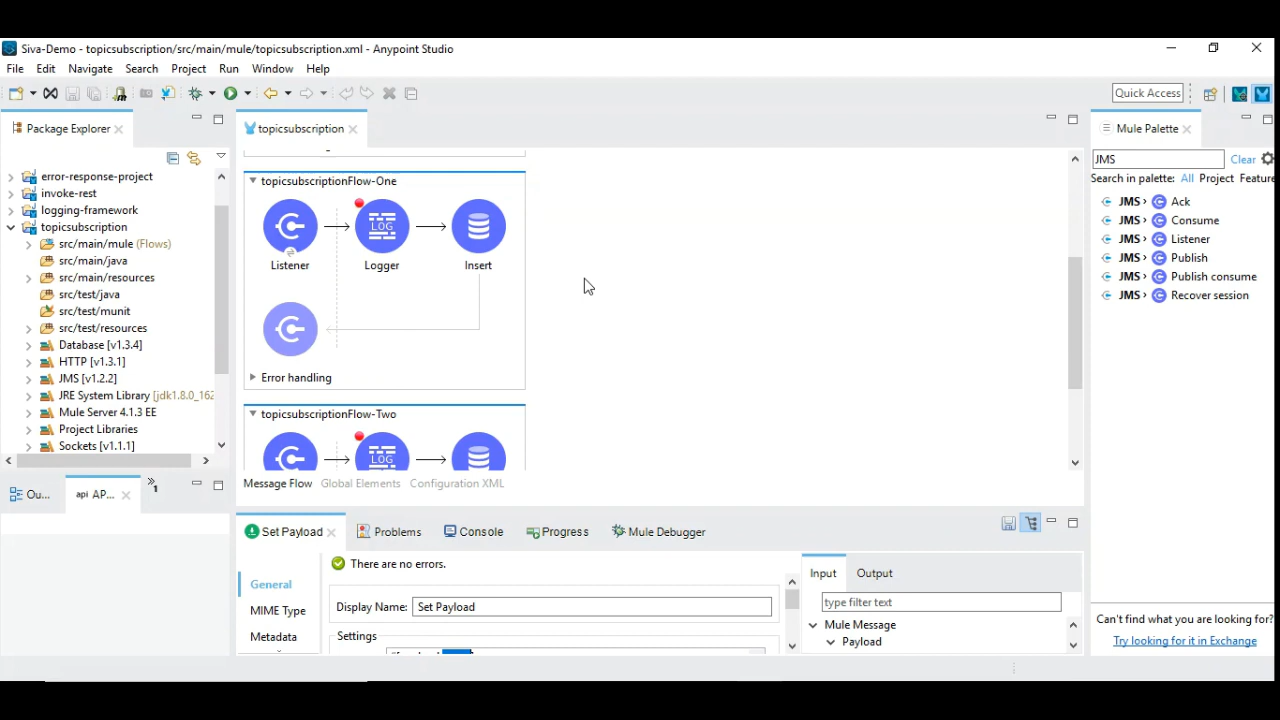 Siva-Demo - topicsubscription/src/main/mule/topicsubscription.xml - Anypoint Studio
File Edit Navigate Search Project Run Window Help
Quick Access
Package Explorer
error-response-project
invoke-rest
logging-framework
topicsubscription
src/main/mule (Flows)
src/main/java
src/main/resources
src/test/java
src/test/munit
src/test/resources
Database [v1.3.4]
HTTP [v1.3.1]
JMS [v1.2.2]
JRE System Library [jdk1.8.0_162
Mule Server 4.1.3 EE
Project Libraries
Sockets [v1.1.1]
Ou...
api AP...
1
topicsubscription
topicsubscriptionFlow-One
LOG
Listener Logger Insert
Error handling
topicsubscriptionFlow-Two
LOG
Message Flow Global Elements Configuration XML
Set Payload Problems Console Progress Mule Debugger
There are no errors.
General
MIME Type
Metadata
Display Name: Set Payload
Settings
Input Output
type filter text
Mule Message
Payload
Mule Palette
JMS Clear
Search in palette: All Project Feature
JMS › Ack
JMS › Consume
JMS › Listener
JMS › Publish
JMS › Publish consume
JMS › Recover session
Can't find what you are looking for?
Try looking for it in Exchange